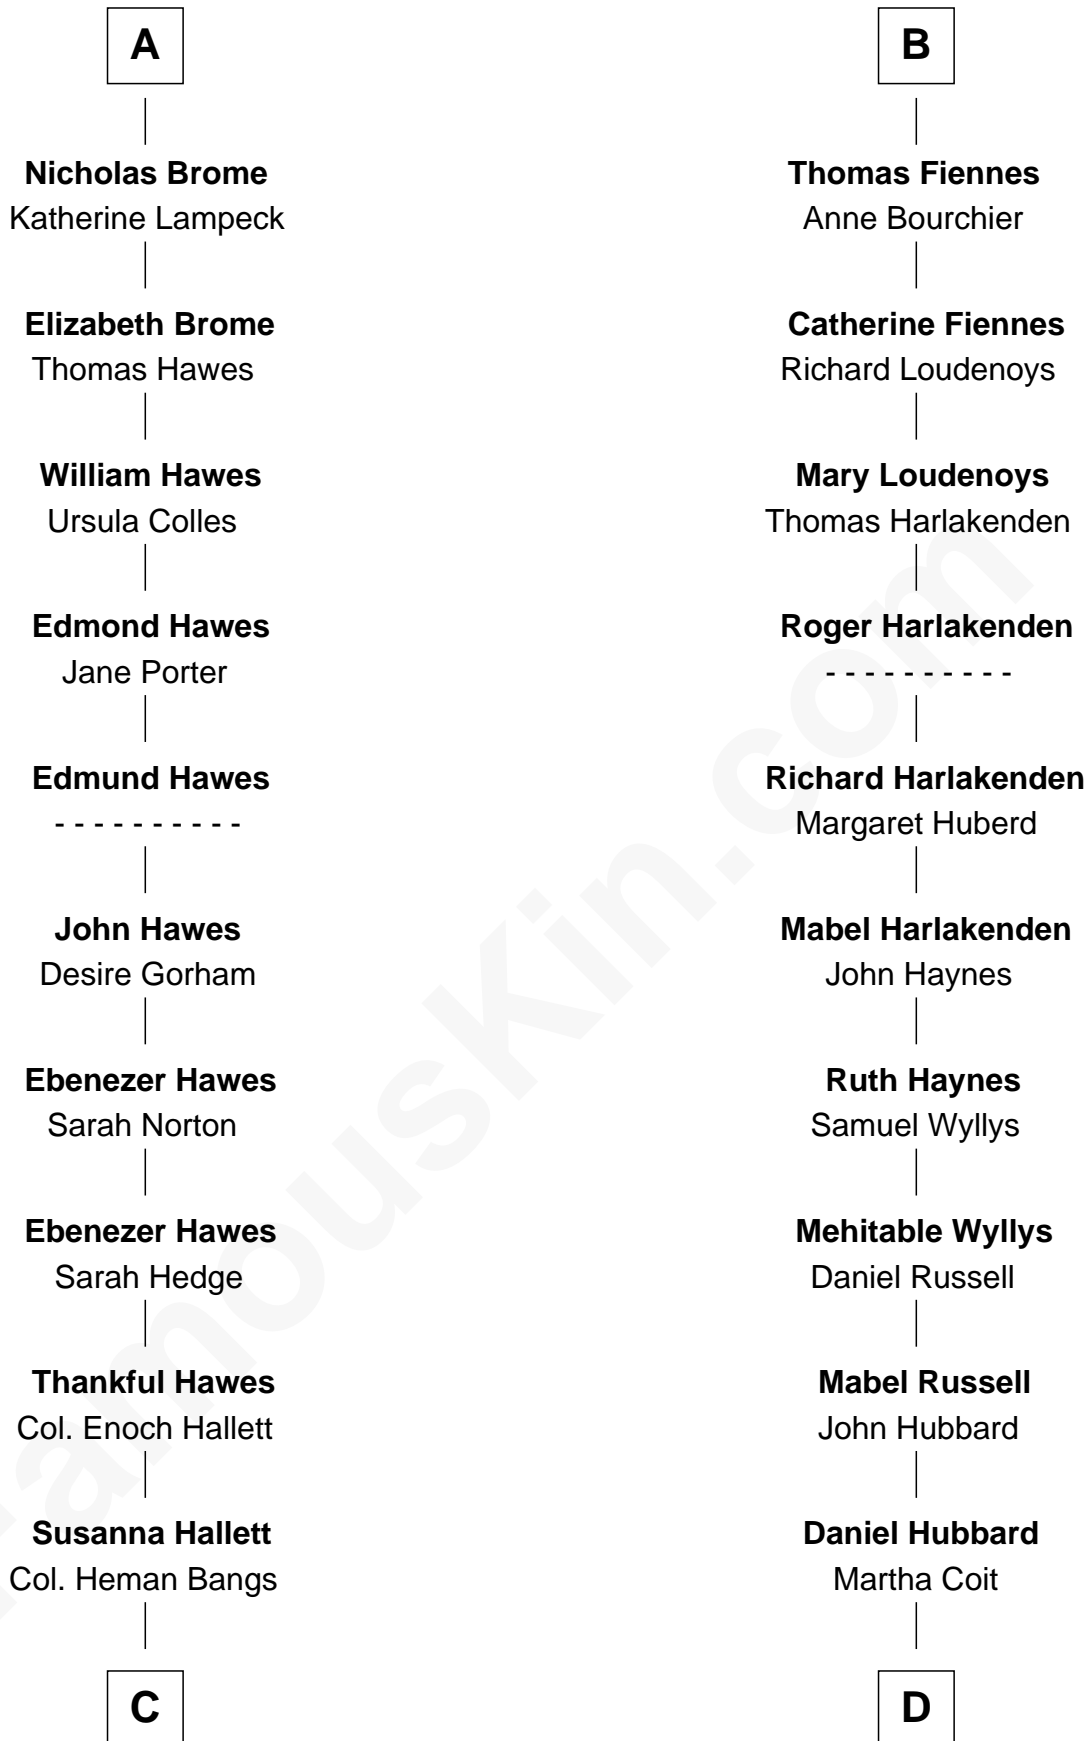 A
Nicholas Brome
Katherine Lampeck
Elizabeth Brome
Thomas Hawes
William Hawes
Ursula Colles
Edmond Hawes
Jane Porter
Edmund Hawes
- - - - - - - - - -
John Hawes
Desire Gorham
Ebenezer Hawes
Sarah Norton
Ebenezer Hawes
Sarah Hedge
Thankful Hawes
Col. Enoch Hallett
Susanna Hallett
Col. Heman Bangs
C
B
Thomas Fiennes
Anne Bourchier
Catherine Fiennes
Richard Loudenoys
Mary Loudenoys
Thomas Harlakenden
Roger Harlakenden
- - - - - - - - - -
Richard Harlakenden
Margaret Huberd
Mabel Harlakenden
John Haynes
Ruth Haynes
Samuel Wyllys
Mehitable Wyllys
Daniel Russell
Mabel Russell
John Hubbard
Daniel Hubbard
Martha Coit
D
FamousKin.com